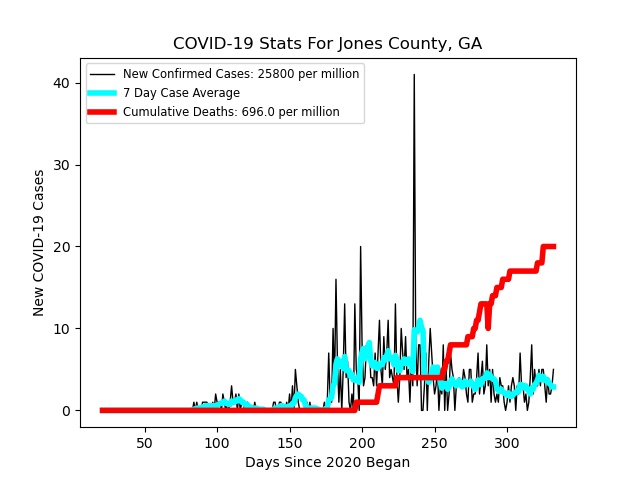 COVID-19 Stats For Jones County, GA
New Confirmed Cases: 25800 per million
7 Day Case Average
Cumulative Deaths: 696.0 per million
New COVID-19 Cases
40
30
20
10
0
50 100 150 200 250 300
Days Since 2020 Began